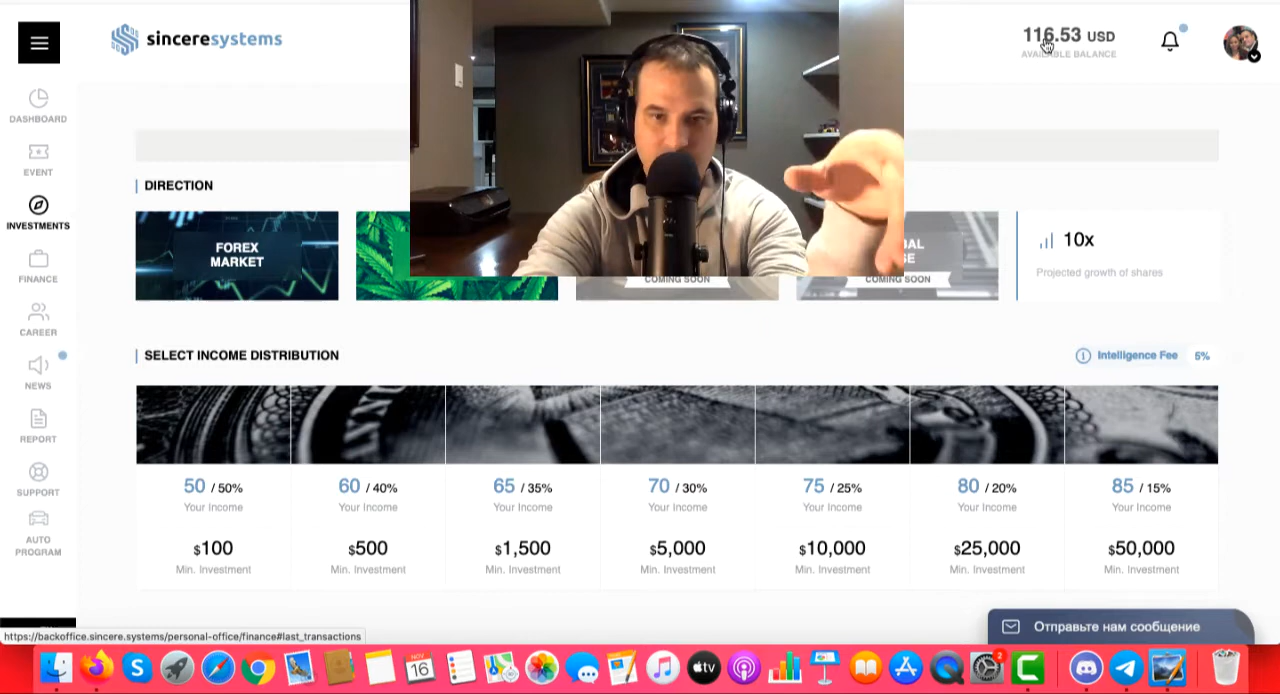 sinceresystems
116.53 USD
AVAILABLE BALANCE
DASHBOARD
EVENT
INVESTMENTS
FINANCE
CAREER
NEWS
REPORT
SUPPORT
AUTO
PROGRAM
DIRECTION
FOREX
MARKET
COMING SOON
COMING SOON
10x
Projected growth of shares
SELECT INCOME DISTRIBUTION
Intelligence Fee 5%
50 / 50% 60 / 40% 65 / 35% 70 / 30% 75 / 25% 80 / 20% 85 / 15%
Your Income Your Income Your Income Your Income Your Income Your Income Your Income
$100 $500 $1,500 $5,000 $10,000 $25,000 $50,000
Min. Investment Min. Investment Min. Investment Min. Investment Min. Investment Min. Investment Min. Investment
Отправьте нам сообщение
https://backoffice.sincere.systems/personal-office/finance#last_transactions
NOV
16
tv
2